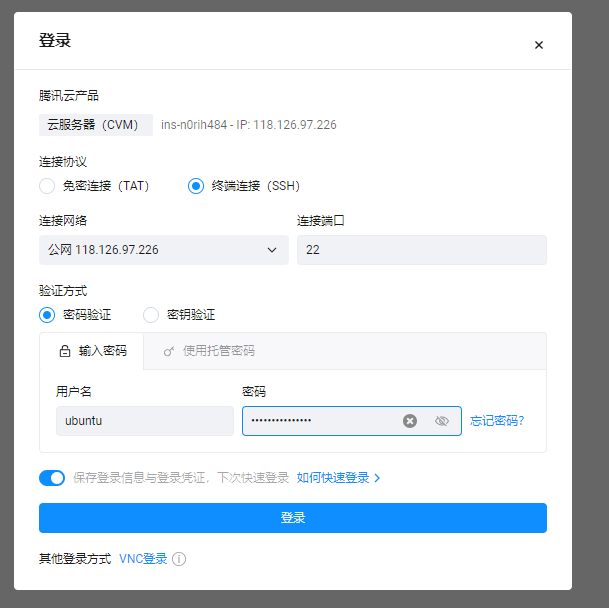 登录
腾讯云产品
云服务器（CVM） ins-n0rih484 - IP: 118.126.97.226
连接协议
免密连接（TAT） 终端连接（SSH）
连接网络 连接端口
公网 118.126.97.226 22
验证方式
密码验证 密钥验证
输入密码 使用托管密码
用户名 密码
ubuntu ••••••••••••••• 忘记密码?
保存登录信息与登录凭证，下次快速登录 如何快速登录
登录
其他登录方式 VNC登录